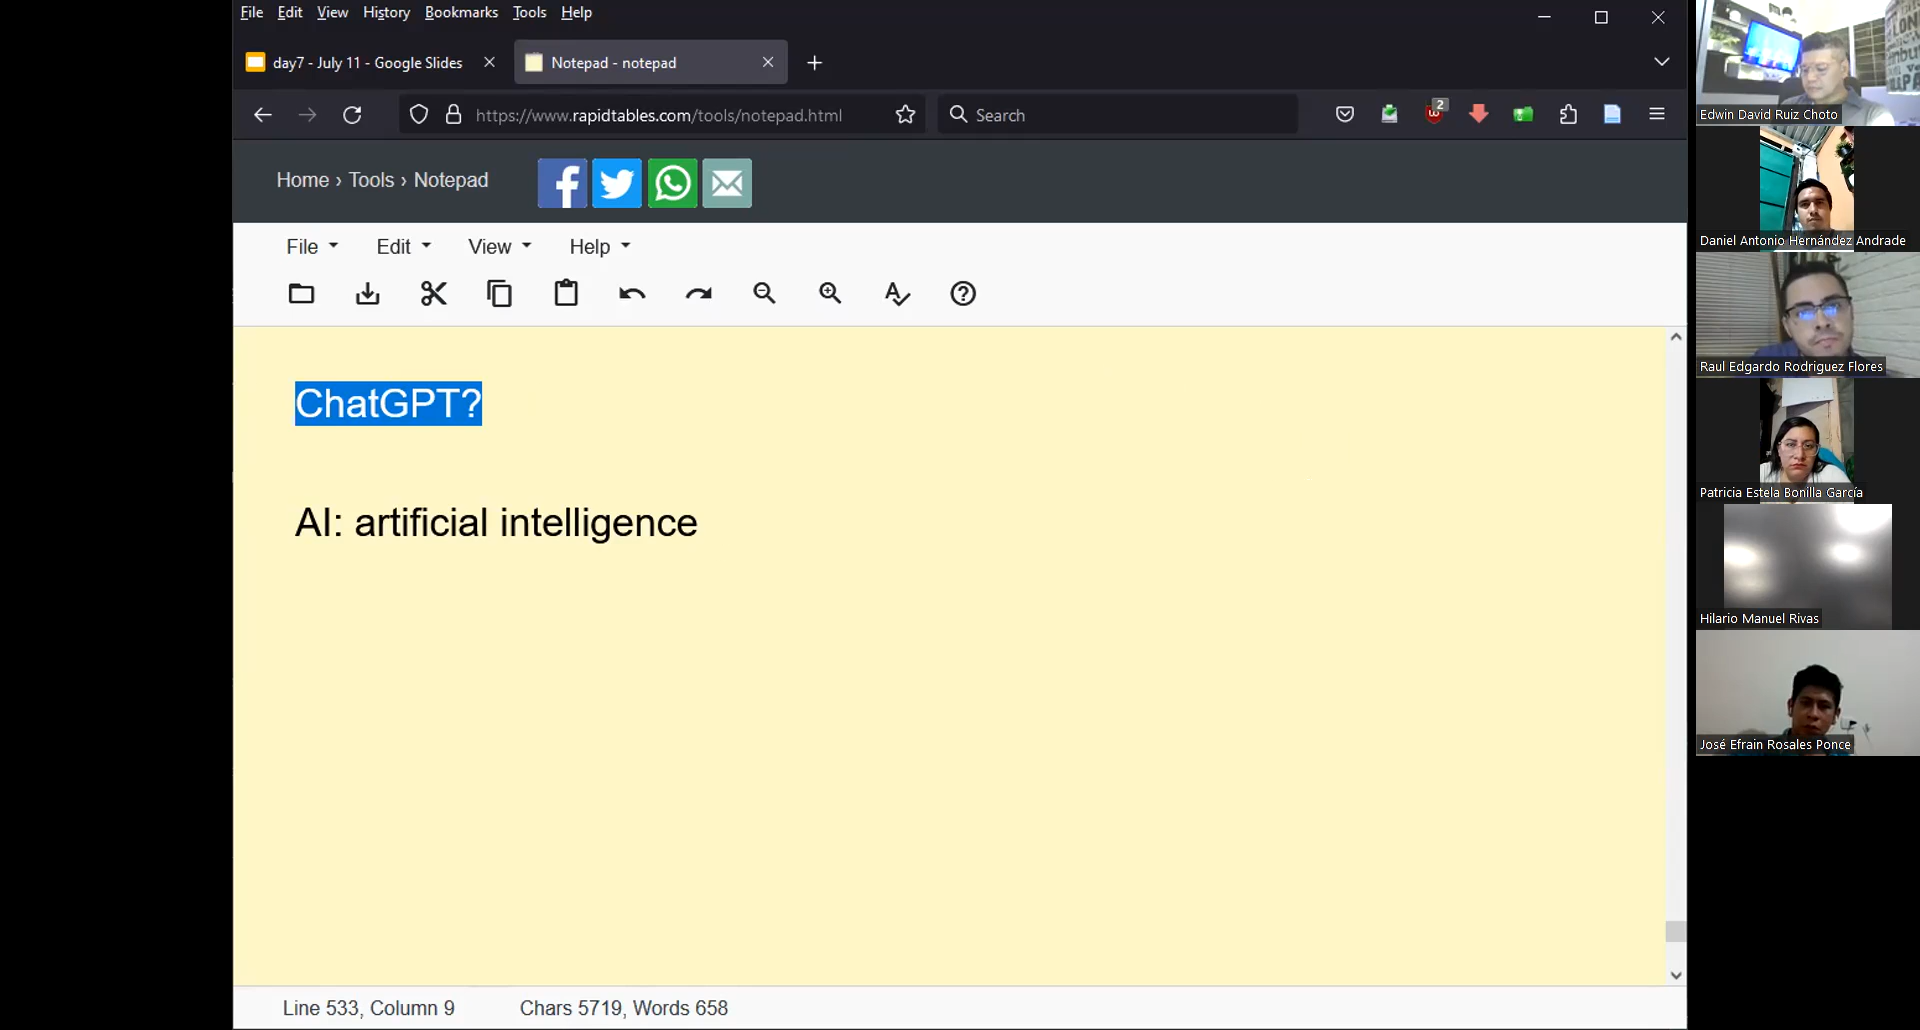 File Edit View History Bookmarks Tools Help
day7 - July 11 - Google Slides
Notepad - notepad
https://www.rapidtables.com/tools/notepad.html
Search
2
Home › Tools › Notepad
File Edit View Help
ChatGPT?
AI: artificial intelligence
Line 533, Column 9 Chars 5719, Words 658
Edwin David Ruiz Choto
Daniel Antonio Hernández Andrade
Raul Edgardo Rodriguez Flores
Patricia Estela Bonilla García
Hilario Manuel Rivas
José Efrain Rosales Ponce